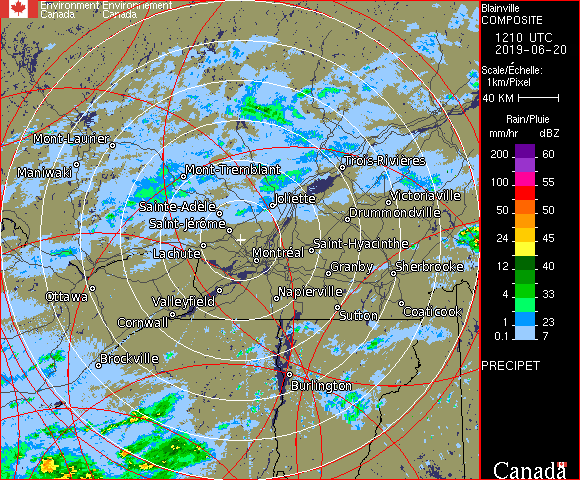 Environment Environnement
Canada Canada
Blainville
COMPOSITE
1210 UTC
2019-06-20
Scale/Échelle:
1km/Pixel
40 KM
Rain/Pluie
mm/hr dBZ
200 60
100 55
50 50
24 45
12 40
4 33
1 23
0.1 7
PRECIPET
Canada
Mont-Laurier
Maniwaki
Mont-Tremblant
Trois-Rivières
Sainte-Adèle
Joliette
Victoriaville
Drummondville
Saint-Jérôme
Lachute
Montréal
Saint-Hyacinthe
Granby
Sherbrooke
Ottawa
Valleyfield
Napierville
Cornwall
Sutton
Coaticook
Brockville
Burlington